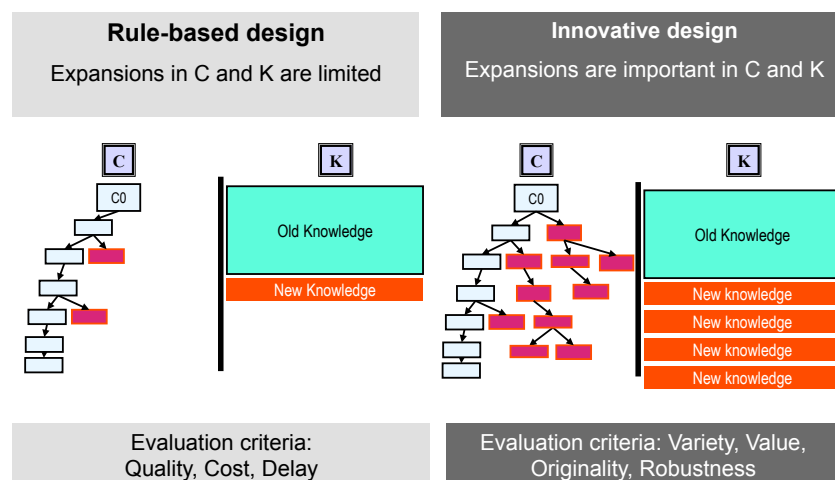 Rule-based design
Expansions in C and K are limited
Innovative design
Expansions are important in C and K
C
K
C0
Old Knowledge
New Knowledge
C
K
C0
Old Knowledge
New knowledge
New knowledge
New knowledge
New knowledge
Evaluation criteria:
Quality, Cost, Delay
Evaluation criteria: Variety, Value,
Originality, Robustness